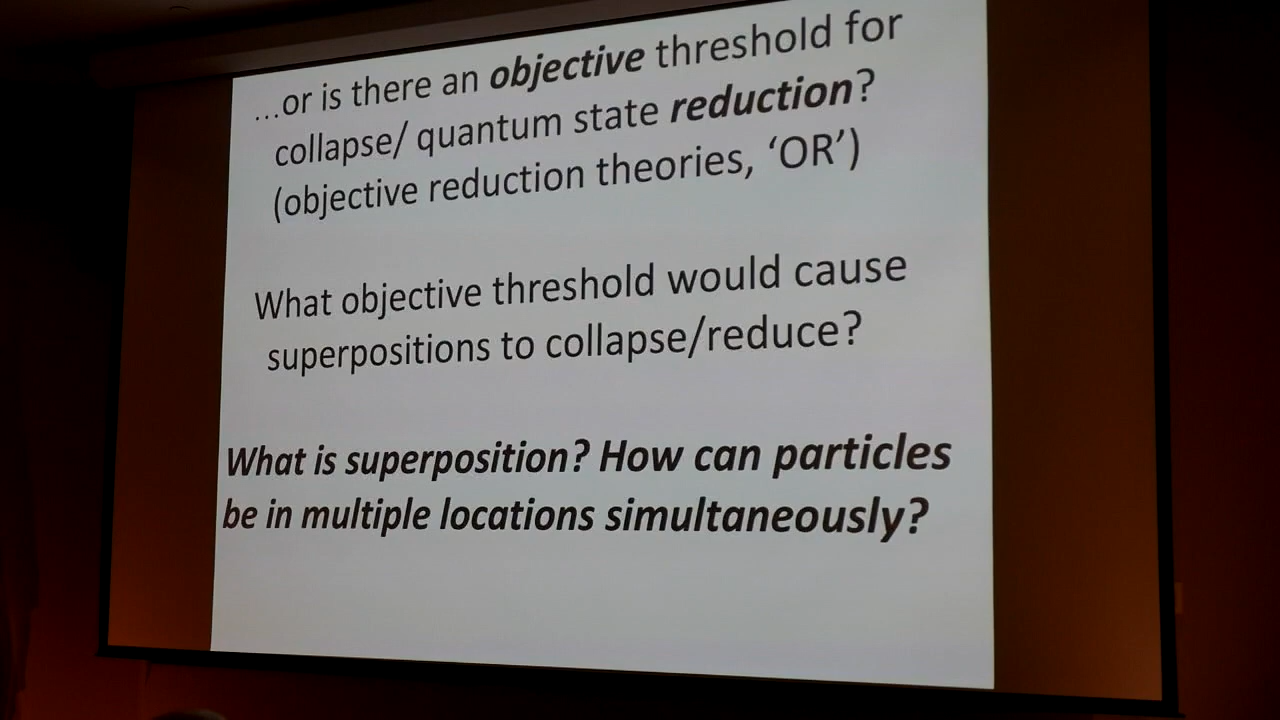 …or is there an objective threshold for
collapse/ quantum state reduction?
(objective reduction theories, ‘OR’)
What objective threshold would cause
superpositions to collapse/reduce?
What is superposition? How can particles
be in multiple locations simultaneously?